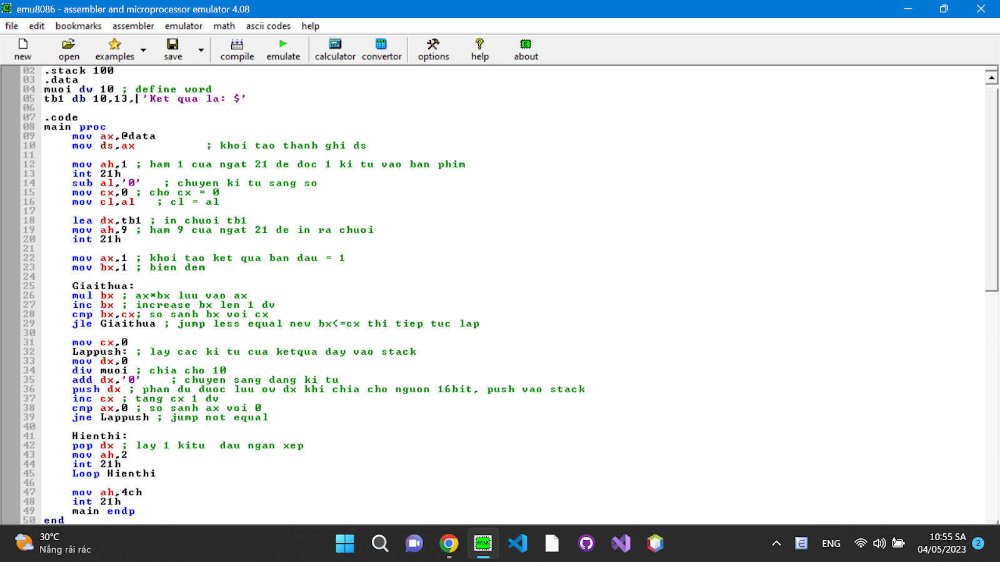 emu8086 - assembler and microprocessor emulator 4.08
file edit bookmarks assembler emulator math ascii codes help
new open examples save compile emulate calculator convertor options help about
02 .stack 100
03 .data
04 muoi dw 10 ; define word
05 tb1 db 10,13, 'Ket qua la: $'
06
07 .code
08 main proc
09 mov ax,@data
10 mov ds,ax ; khoi tao thanh ghi ds
11
12 mov ah,1 ; ham 1 cua ngat 21 de doc 1 ki tu vao ban phim
13 int 21h
14 sub al,'0' ; chuyen ki tu sang so
15 mov cx,0 ; cho cx = 0
16 mov cl,al ; cl = al
17
18 lea dx,tb1 ; in chuoi tb1
19 mov ah,9 ; ham 9 cua ngat 21 de in ra chuoi
20 int 21h
21
22 mov ax,1 ; khoi tao ket qua ban dau = 1
23 mov bx,1 ; bien dem
24
25 Giaithua:
26 mul bx ; ax*bx luu vao ax
27 inc bx ; increase bx len 1 dv
28 cmp bx,cx; so sanh bx voi cx
29 jle Giaithua ; jump less equal new bx<=cx thi tiep tuc lap
30
31 mov cx,0
32 Lappush: ; lay cac ki tu cua ketqua day vao stack
33 mov dx,0
34 div muoi ; chia cho 10
35 add dx,'0' ; chuyen sang dang ki tu
36 push dx ; phan du duoc luu ow dx khi chia cho nguon 16bit, push vao stack
37 inc cx ; tang cx 1 dv
38 cmp ax,0 ; so sanh ax voi 0
39 jne Lappush ; jump not equal
40
41 Hienthi:
42 pop dx ; lay 1 kitu dau ngan xep
43 mov ah,2
44 int 21h
45 Loop Hienthi
46
47 mov ah,4ch
48 int 21h
49 main endp
50 end
30°C
Nắng rải rác
8086
ENG
10:55 SA
04/05/2023
2